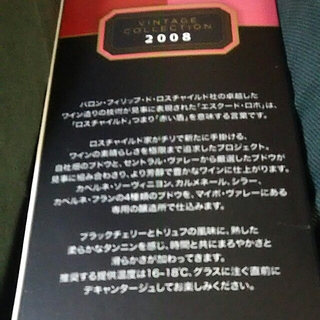 VINTAGE
COLLECTION
2008
バロン・フィリップ・ド・ロスチャイルド社の卓越した
ワイン造りの技術が見事に表現された「エスクード・ロホ」は、
「ロスチャイルド」つまり「赤い盾」を意味する言葉です。
ロスチャイルド家がチリで新たに手掛ける、
ワインの素晴らしさを極限まで追求したプロジェクト。
自社畑のブドウと、セントラル・ヴァレーから厳選したブドウが
見事に組み合わさり、より芳醇で豊かなワインに仕上がります。
カベルネ・ソーヴィニヨン、カルメネール、シラー、
カベルネ・フランの4種類のブドウを、マイポ・ヴァレーにある
専用の醸造所で仕込みます。
ブラックチェリーとトリュフの風味に、熟した
柔らかなタンニンを感じ、時間と共にまろやかさと
滑らかさが加わってきます。
推奨する提供温度は16-18℃、グラスに注ぐ直前に
デキャンタージュしてお楽しみください。